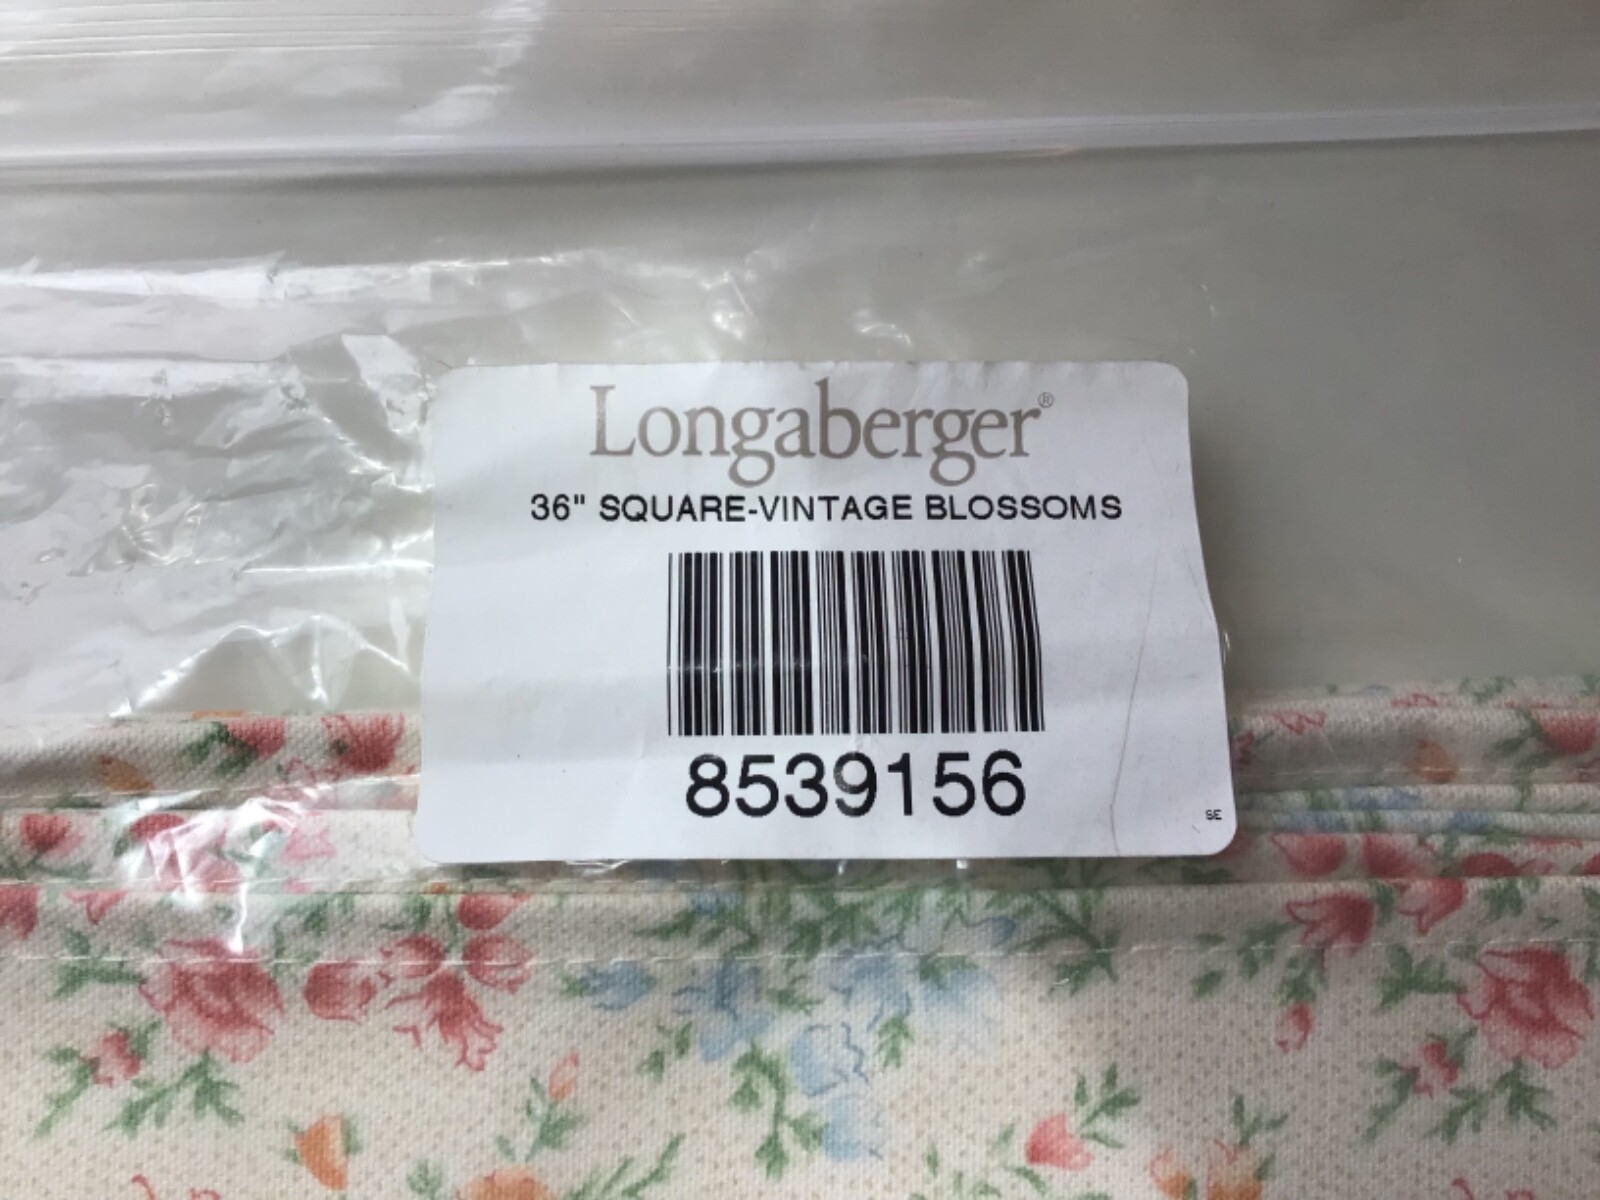 Longaberger®
36" SQUARE-VINTAGE BLOSSOMS
8539156
SE